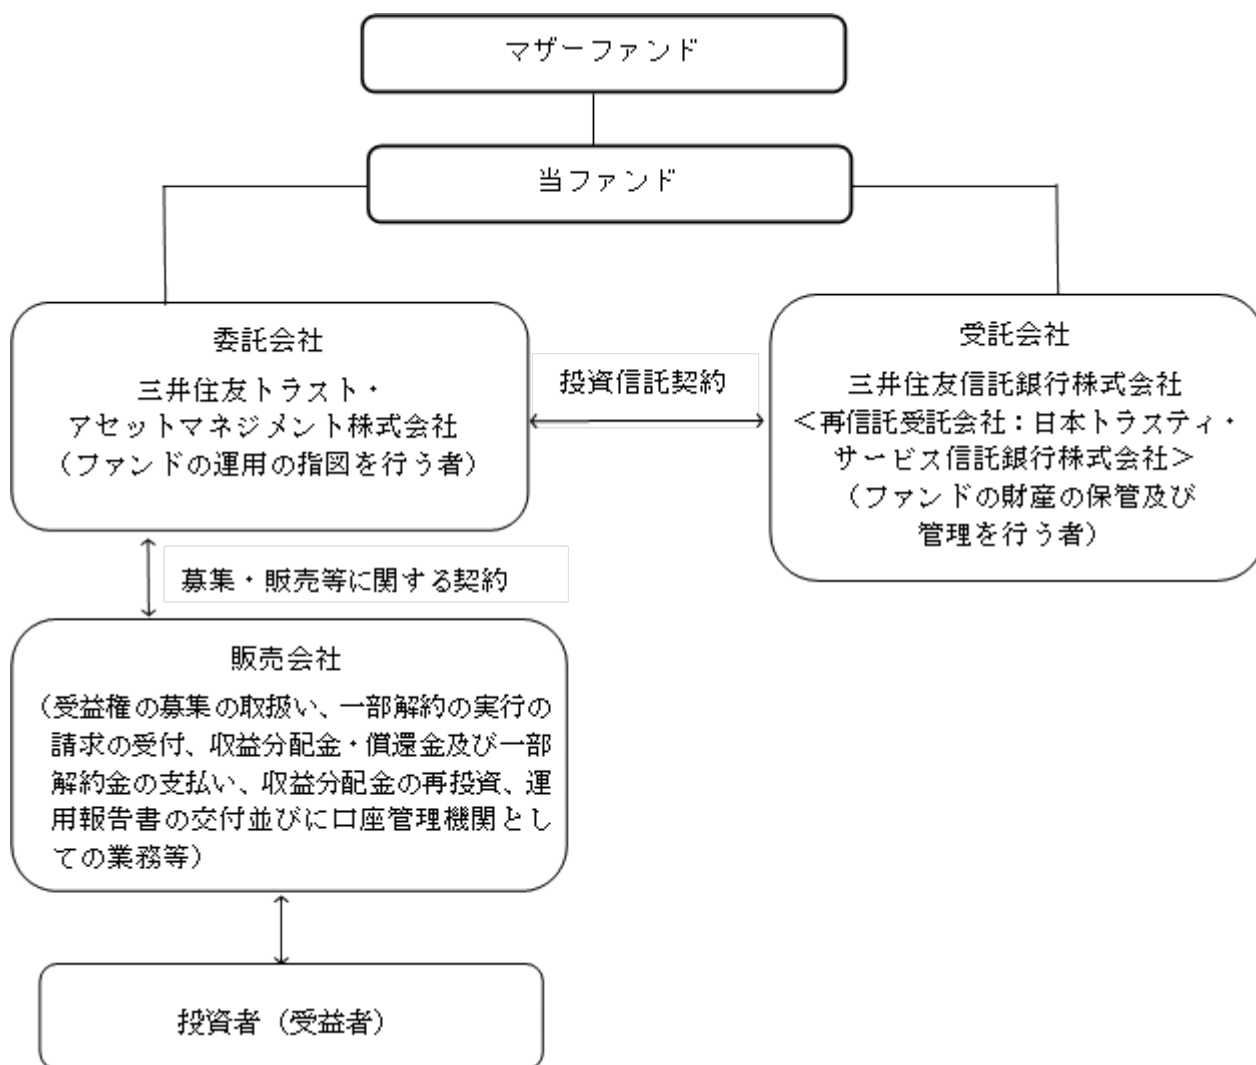 マザーファンド
当ファンド
委託会社
三井住友トラスト・
アセットマネジメント株式会社
（ファンドの運用の指図を行う者）
投資信託契約
受託会社
三井住友信託銀行株式会社
＜再信託受託会社：日本トラスティ・
サービス信託銀行株式会社＞
（ファンドの財産の保管及び
管理を行う者）
募集・販売等に関する契約
販売会社
（受益権の募集の取扱い、一部解約の実行の
請求の受付、収益分配金・償還金及び一部
解約金の支払い、収益分配金の再投資、運
用報告書の交付並びに口座管理機関とし
ての業務等）
投資者（受益者）